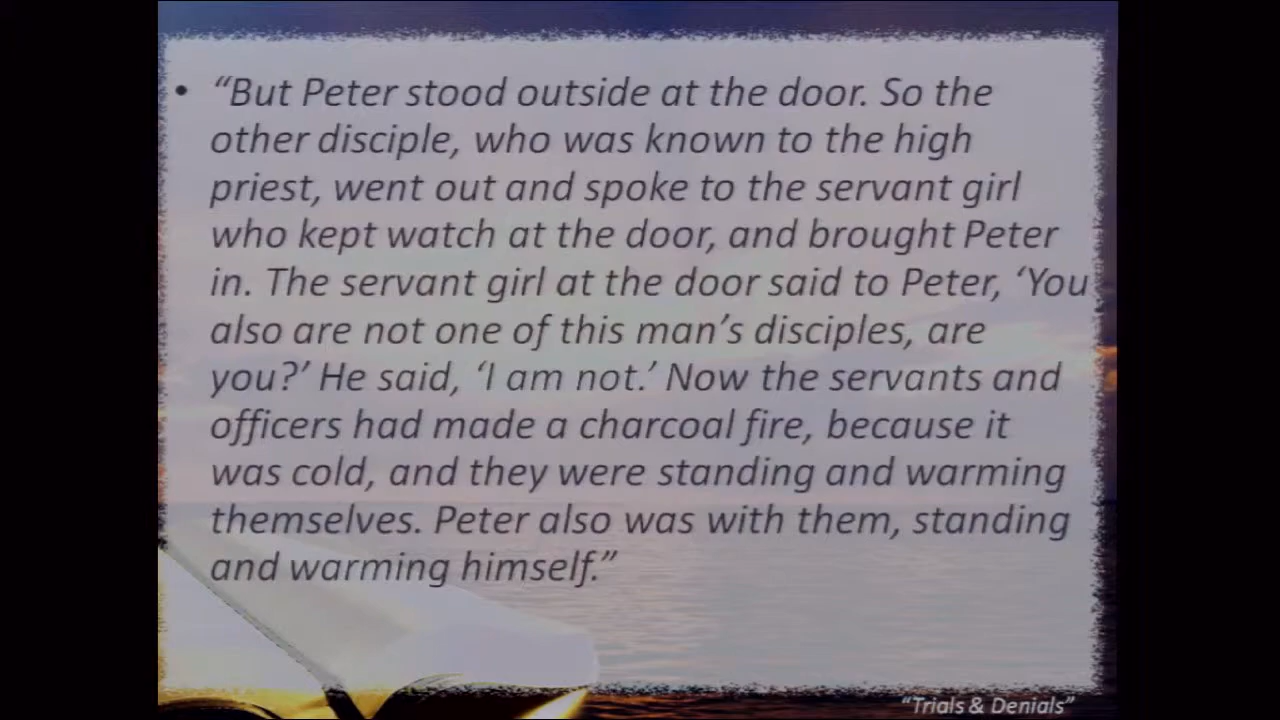 • “But Peter stood outside at the door. So the
other disciple, who was known to the high
priest, went out and spoke to the servant girl
who kept watch at the door, and brought Peter
in. The servant girl at the door said to Peter, ‘You
also are not one of this man’s disciples, are
you?’ He said, ‘I am not.’ Now the servants and
officers had made a charcoal fire, because it
was cold, and they were standing and warming
themselves. Peter also was with them, standing
and warming himself.”
“Trials & Denials”